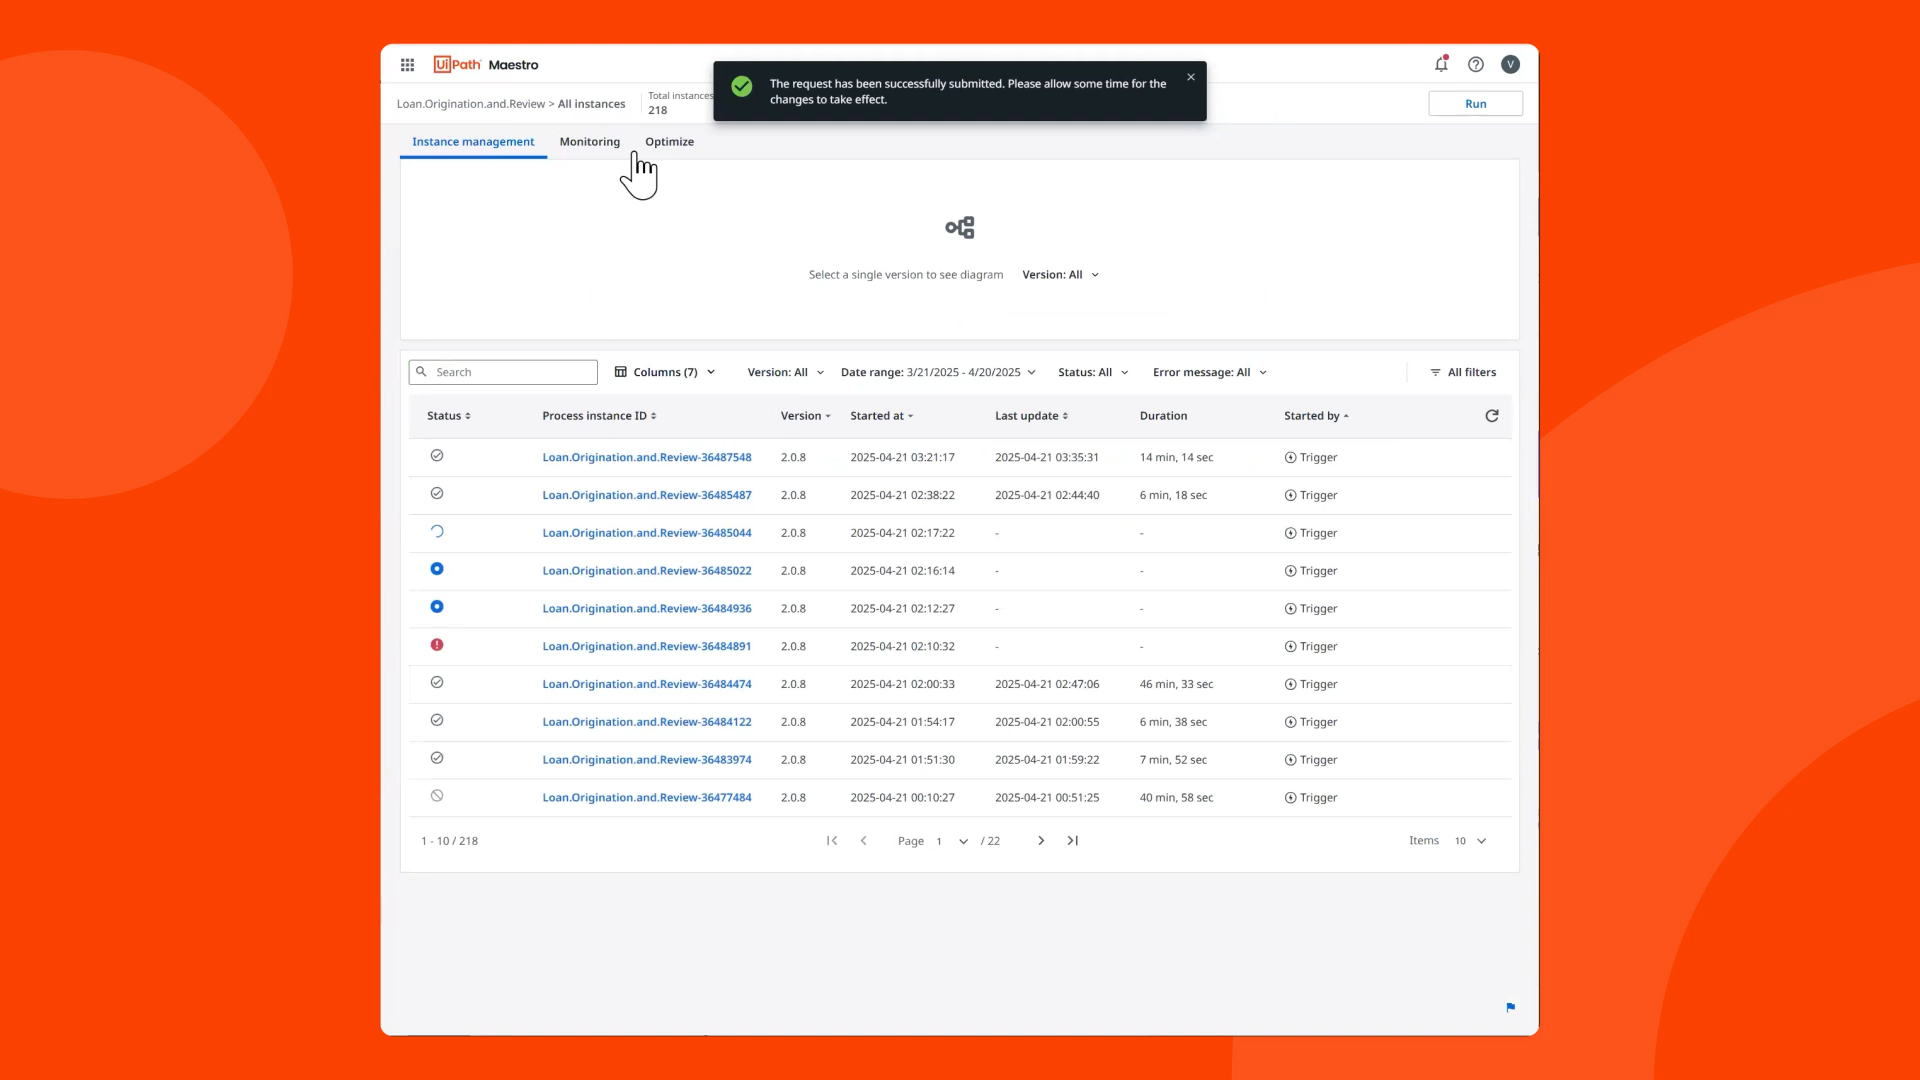 UiPath Maestro
V
The request has been successfully submitted. Please allow some time for the
changes to take effect.
Loan.Origination.and.Review > All instances
Total instances
218
Run
Instance management Monitoring Optimize
Select a single version to see diagram Version: All
Search Columns (7) Version: All Date range: 3/21/2025 - 4/20/2025 Status: All Error message: All All filters
Status Process instance ID Version Started at Last update Duration Started by
Loan.Origination.and.Review-36487548 2.0.8 2025-04-21 03:21:17 2025-04-21 03:35:31 14 min, 14 sec Trigger
Loan.Origination.and.Review-36485487 2.0.8 2025-04-21 02:38:22 2025-04-21 02:44:40 6 min, 18 sec Trigger
Loan.Origination.and.Review-36485044 2.0.8 2025-04-21 02:17:22 - - Trigger
Loan.Origination.and.Review-36485022 2.0.8 2025-04-21 02:16:14 - - Trigger
Loan.Origination.and.Review-36484936 2.0.8 2025-04-21 02:12:27 - - Trigger
Loan.Origination.and.Review-36484891 2.0.8 2025-04-21 02:10:32 - - Trigger
Loan.Origination.and.Review-36484474 2.0.8 2025-04-21 02:00:33 2025-04-21 02:47:06 46 min, 33 sec Trigger
Loan.Origination.and.Review-36484122 2.0.8 2025-04-21 01:54:17 2025-04-21 02:00:55 6 min, 38 sec Trigger
Loan.Origination.and.Review-36483974 2.0.8 2025-04-21 01:51:30 2025-04-21 01:59:22 7 min, 52 sec Trigger
Loan.Origination.and.Review-36477484 2.0.8 2025-04-21 00:10:27 2025-04-21 00:51:25 40 min, 58 sec Trigger
1 - 10 / 218 Page 1 / 22 Items 10